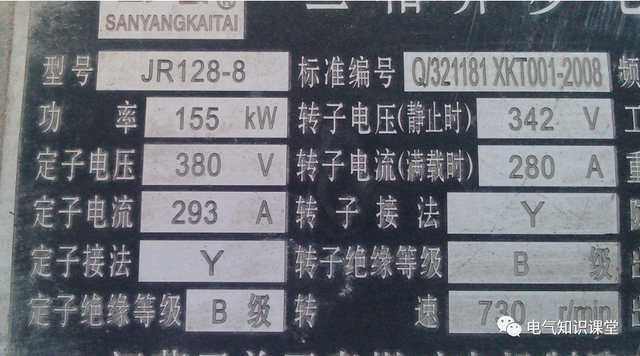 SANYANGKAITAI
型号 JR128-8 标准编号 Q/321181 XKT001-2008 频
功率 155 kW 转子电压(静止时) 342 V
定子电压 380 V 转子电流(满载时) 280 A
定子电流 293 A 转子接法 Y
定子接法 Y 转子绝缘等级 B 级
定子绝缘等级 B 级 转速 730 r/min
电气知识课堂